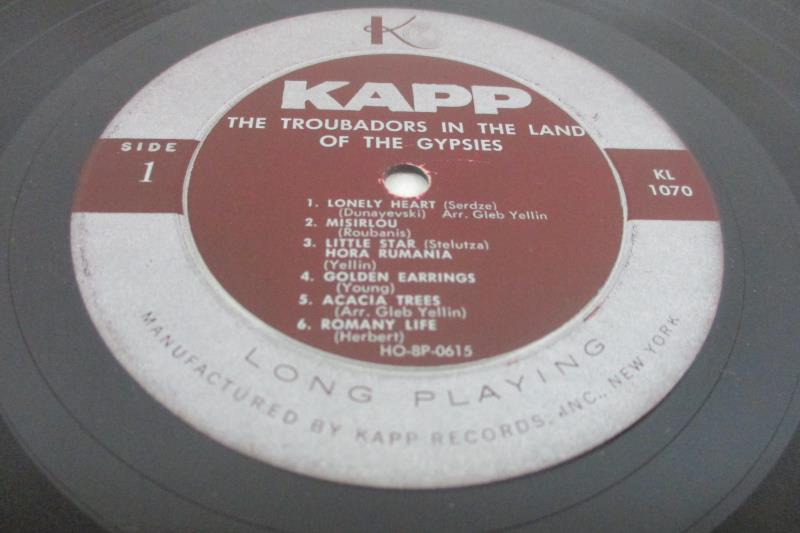 K
KAPP
THE TROUBADORS IN THE LAND
OF THE GYPSIES
SIDE
1
KL
1070
1. LONELY HEART (Serdze)
(Dunayevski) Arr. Gleb Yellin
2. MISIRLOU
(Roubanis)
3. LITTLE STAR (Stelutza)
HORA RUMANIA
(Yellin)
4. GOLDEN EARRINGS
(Young)
5. ACACIA TREES
(Arr. Gleb Yellin)
6. ROMANY LIFE
(Herbert)
HO-8P-0615
LONG PLAYING
MANUFACTURED BY KAPP RECORDS, INC., NEW YORK